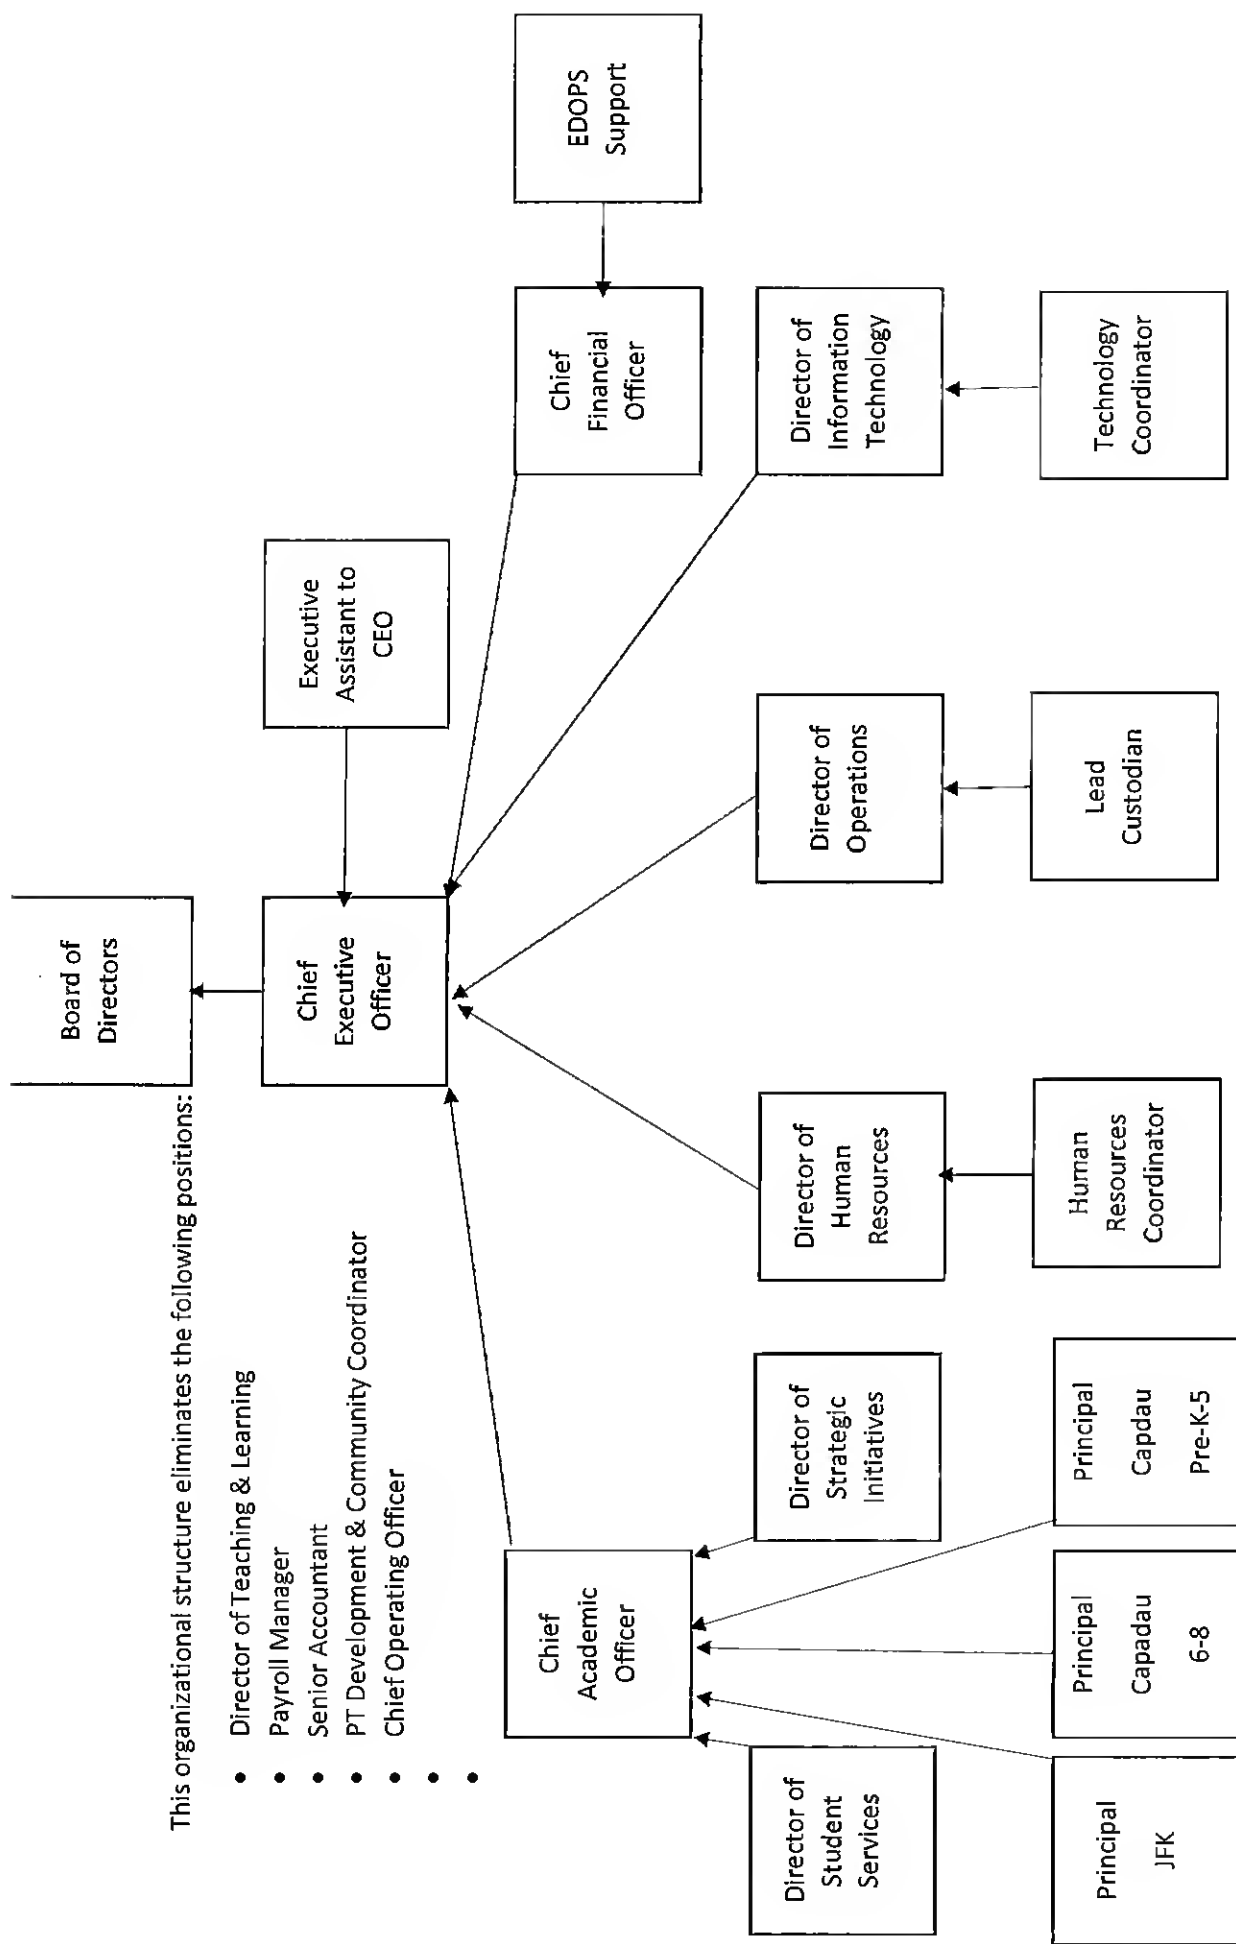 Board of
Directors
This organizational structure eliminates the following positions:
• Director of Teaching & Learning
• Payroll Manager
• Senior Accountant
• PT Development & Community Coordinator
• Chief Operating Officer
•
•
Chief
Executive
Officer
Executive
Assistant to
CEO
Chief
Academic
Officer
Chief
Financial
Officer
EDOPS
Support
Director of
Student
Services
Director of
Strategic
Initiatives
Director of
Human
Resources
Director of
Operations
Director of
Information
Technology
Principal
JFK
Principal
Capadau
6-8
Principal
Capdau
Pre-K-5
Human
Resources
Coordinator
Lead
Custodian
Technology
Coordinator